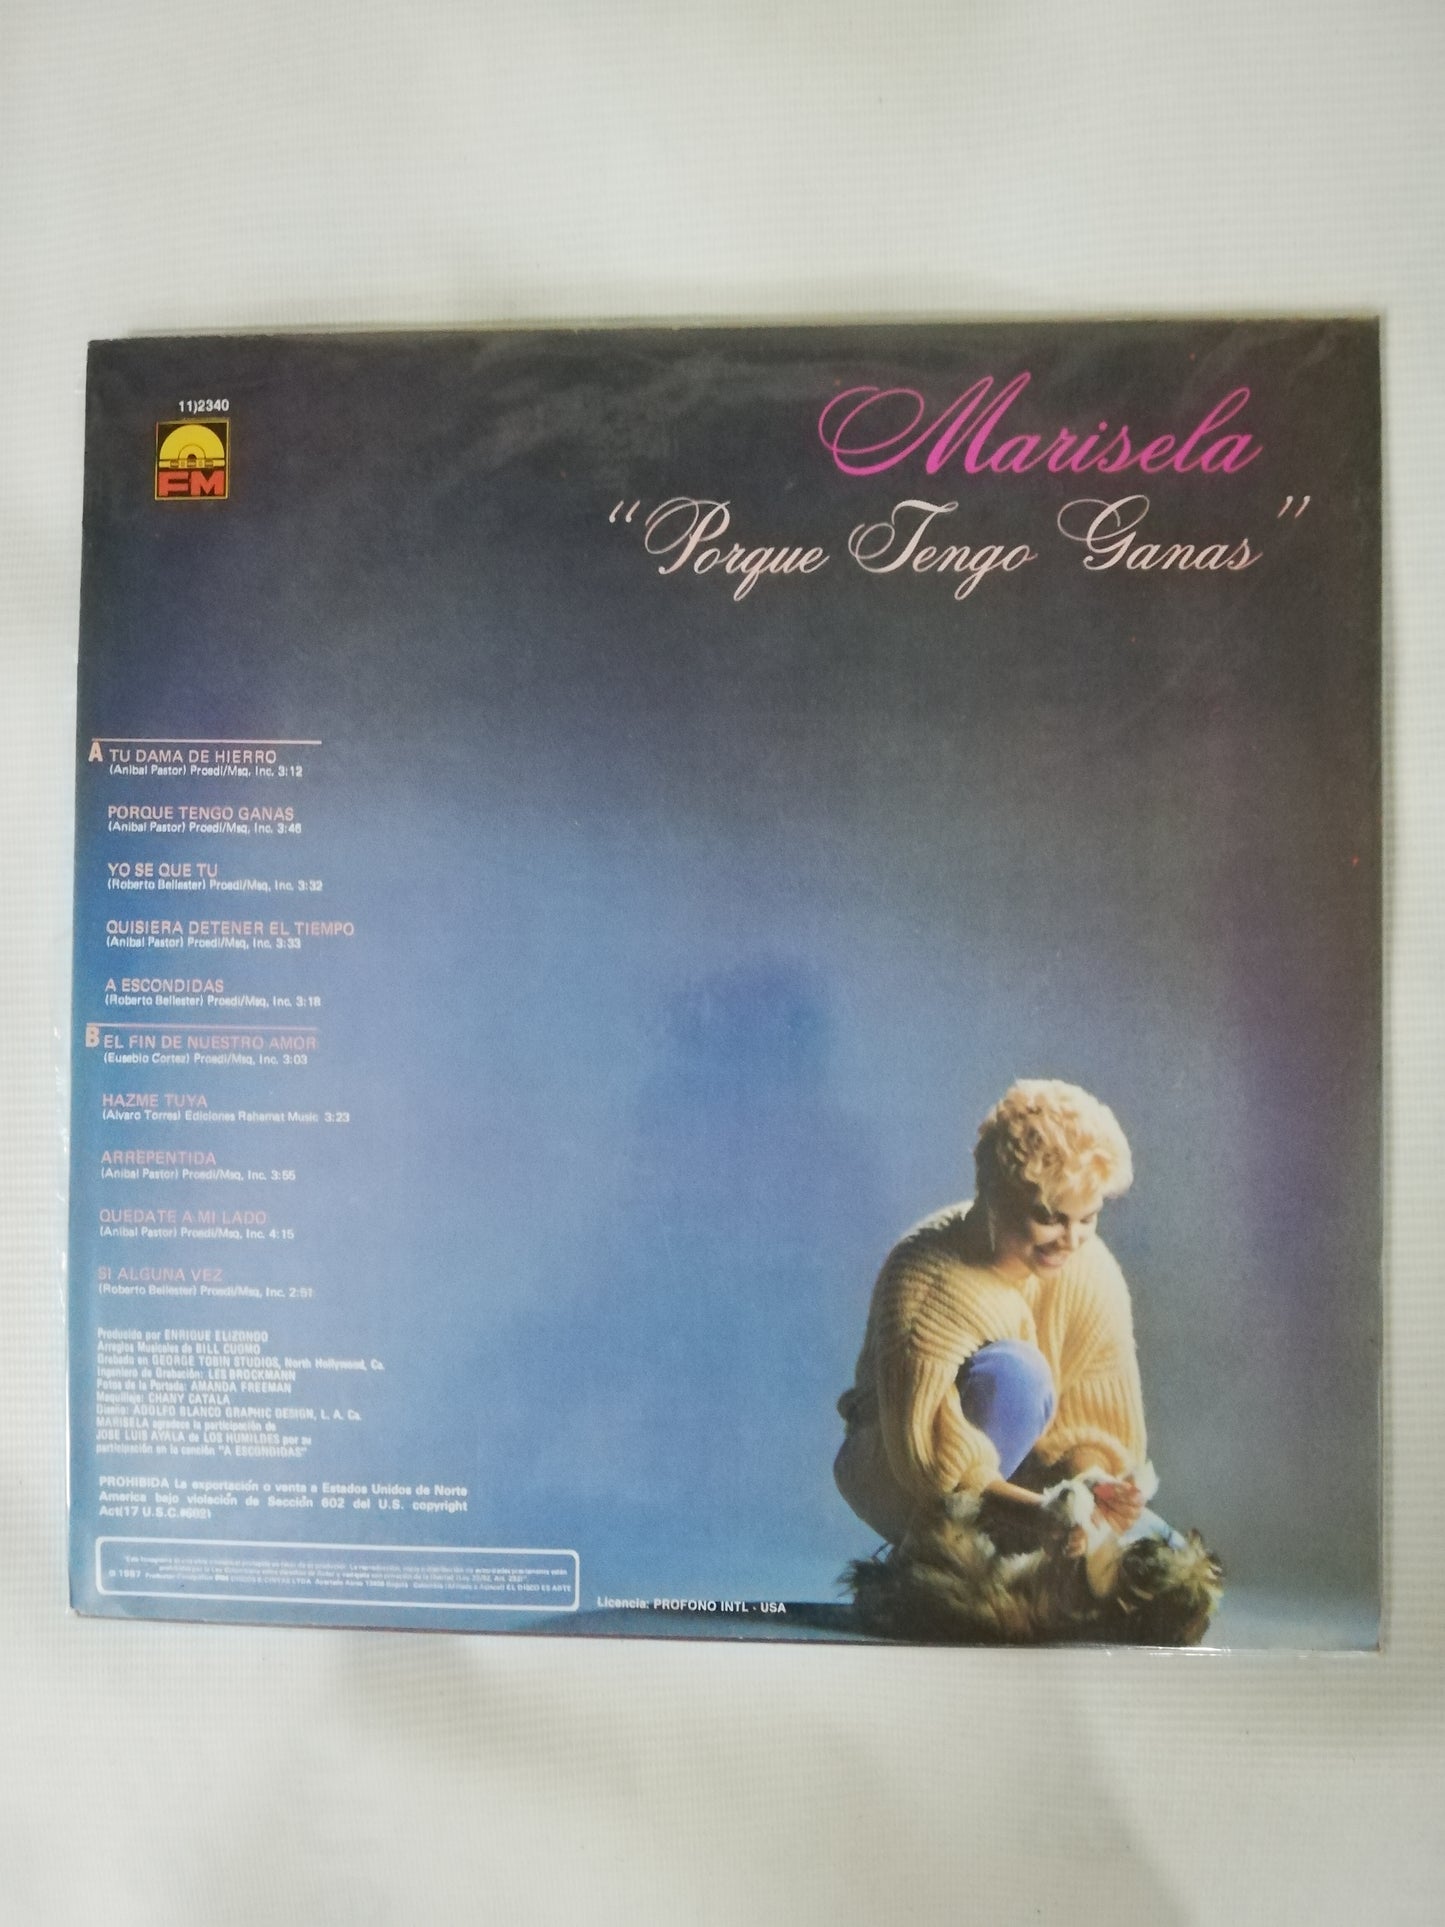 11)2340
FM
Marisela
“Porque Tengo Ganas”
A TU DAMA DE HIERRO
(Anibal Pastor) Proedi/Msq, Inc. 3:12
PORQUE TENGO GANAS
(Anibal Pastor) Proedi/Msq, Inc. 3:46
YO SE QUE TU
(Roberto Bellester) Proedi/Msq, Inc. 3:32
QUISIERA DETENER EL TIEMPO
(Anibal Pastor) Proedi/Msq, Inc. 3:33
A ESCONDIDAS
(Roberto Bellester) Proedi/Msq, Inc. 3:18
B EL FIN DE NUESTRO AMOR
(Eusebio Cortez) Proedi/Msq, Inc. 3:03
HAZME TUYA
(Alvaro Torres) Ediciones Rahamat Music 3:23
ARREPENTIDA
(Anibal Pastor) Proedi/Msq, Inc. 3:55
QUEDATE A MI LADO
(Anibal Pastor) Proedi/Msq, Inc. 4:15
SI ALGUNA VEZ
(Roberto Bellester) Proedi/Msq, Inc. 2:51
Producido por ENRIQUE ELIZONDO
Arreglos Musicales de BILL CUOMO
Grabado en GEORGE TOBIN STUDIOS, North Hollywood, Ca.
Ingeniero de Grabación: LES BROCKMANN
Fotos de la Portada: AMANDA FREEMAN
Maquillaje: CHANY CATALA
Diseño: ADOLFO BLANCO GRAPHIC DESIGN, L. A. Ca.
MARISELA agradece la participación de
JOSE LUIS AYALA de LOS HUMILDES por su
participación en la canción "A ESCONDIDAS"
PROHIBIDA La exportación o venta a Estados Unidos de Norte
America bajo violación de Sección 602 del U.S. copyright
Act(17 U.S.C.#602)
1987
EL DISCO ES ARTE
Licencia: PROFONO INTL - USA